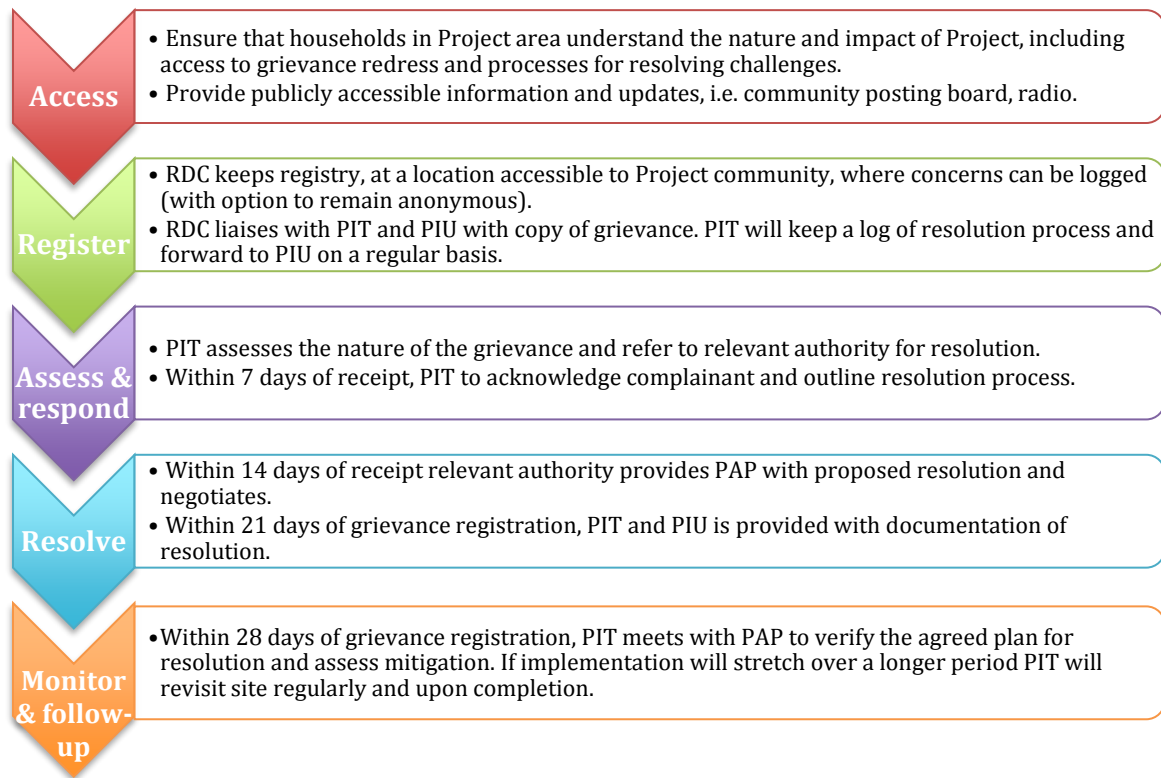 Access
• Ensure that households in Project area understand the nature and impact of Project, including
access to grievance redress and processes for resolving challenges.
• Provide publicly accessible information and updates, i.e. community posting board, radio.
Register
• RDC keeps registry, at a location accessible to Project community, where concerns can be logged
(with option to remain anonymous).
• RDC liaises with PIT and PIU with copy of grievance. PIT will keep a log of resolution process and
forward to PIU on a regular basis.
Assess &
respond
• PIT assesses the nature of the grievance and refer to relevant authority for resolution.
• Within 7 days of receipt, PIT to acknowledge complainant and outline resolution process.
Resolve
• Within 14 days of receipt relevant authority provides PAP with proposed resolution and
negotiates.
• Within 21 days of grievance registration, PIT and PIU is provided with documentation of
resolution.
Monitor
& follow-
up
•Within 28 days of grievance registration, PIT meets with PAP to verify the agreed plan for
resolution and assess mitigation. If implementation will stretch over a longer period PIT will
revisit site regularly and upon completion.